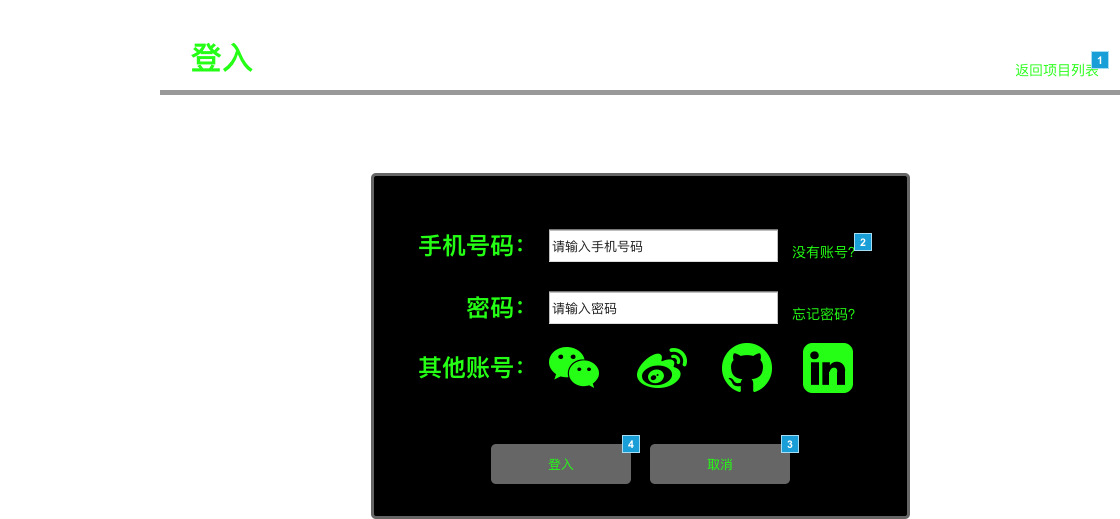 登入
返回项目列表 1
手机号码： 请输入手机号码 没有账号? 2
密码： 请输入密码 忘记密码?
其他账号： in
登入 4 取消 3